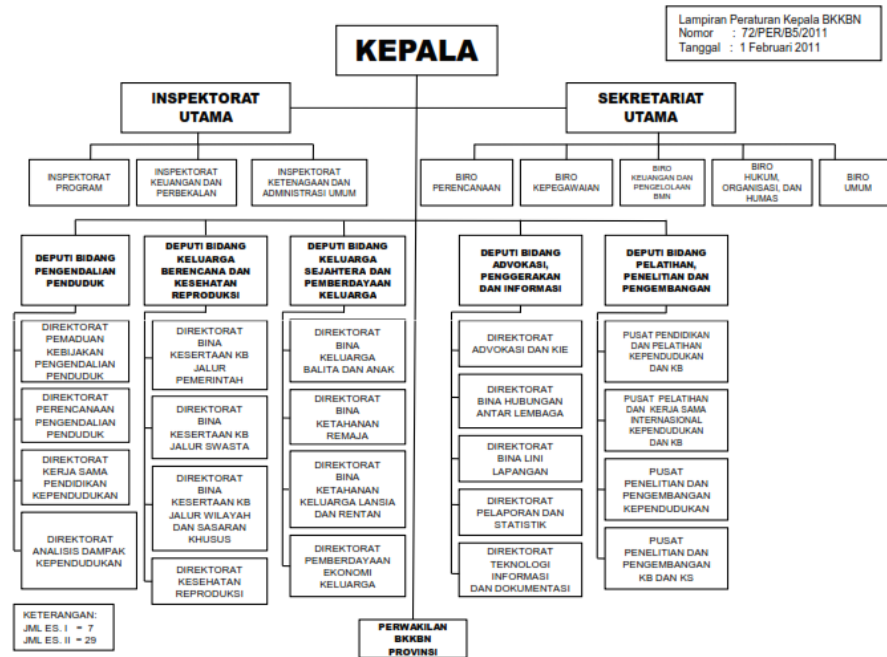 Lampiran Peraturan Kepala BKKBN
Nomor : 72/PER/B5/2011
Tanggal : 1 Februari 2011
KEPALA
INSPEKTORAT
UTAMA
SEKRETARIAT
UTAMA
INSPEKTORAT
PROGRAM
INSPEKTORAT
KEUANGAN DAN
PERBEKALAN
INSPEKTORAT
KETENAGAAN DAN
ADMINISTRASI UMUM
BIRO
PERENCANAAN
BIRO
KEPEGAWAIAN
BIRO
KEUANGAN DAN
PENGELOLAAN
BMN
BIRO
HUKUM,
ORGANISASI, DAN
HUMAS
BIRO
UMUM
DEPUTI BIDANG
PENGENDALIAN
PENDUDUK
DIREKTORAT
PEMADUAN
KEBIJAKAN
PENGENDALIAN
PENDUDUK
DIREKTORAT
PERENCANAAN
PENGENDALIAN
PENDUDUK
DIREKTORAT
KERJA SAMA
PENDIDIKAN
KEPENDUDUKAN
DIREKTORAT
ANALISIS DAMPAK
KEPENDUDUKAN
DEPUTI BIDANG
KELUARGA
BERENCANA DAN
KESEHATAN
REPRODUKSI
DIREKTORAT
BINA
KESERTAAN KB
JALUR
PEMERINTAH
DIREKTORAT
BINA
KESERTAAN KB
JALUR SWASTA
DIREKTORAT
BINA
KESERTAAN KB
JALUR WILAYAH
DAN SASARAN
KHUSUS
DIREKTORAT
KESEHATAN
REPRODUKSI
DEPUTI BIDANG
KELUARGA
SEJAHTERA DAN
PEMBERDAYAAN
KELUARGA
DIREKTORAT
BINA
KELUARGA
BALITA DAN ANAK
DIREKTORAT
BINA
KETAHANAN
REMAJA
DIREKTORAT
BINA
KETAHANAN
KELUARGA LANSIA
DAN RENTAN
DIREKTORAT
PEMBERDAYAAN
EKONOMI
KELUARGA
DEPUTI BIDANG
ADVOKASI,
PENGGERAKAN
DAN INFORMASI
DIREKTORAT
ADVOKASI DAN KIE
DIREKTORAT
BINA HUBUNGAN
ANTAR LEMBAGA
DIREKTORAT
BINA LINI
LAPANGAN
DIREKTORAT
PELAPORAN DAN
STATISTIK
DIREKTORAT
TEKNOLOGI
INFORMASI
DAN DOKUMENTASI
DEPUTI BIDANG
PELATIHAN,
PENELITIAN DAN
PENGEMBANGAN
PUSAT PENDIDIKAN
DAN PELATIHAN
KEPENDUDUKAN
DAN KB
PUSAT PELATIHAN
DAN KERJA SAMA
INTERNASIONAL
KEPENDUDUKAN
DAN KB
PUSAT
PENELITIAN DAN
PENGEMBANGAN
KEPENDUDUKAN
PUSAT
PENELITIAN DAN
PENGEMBANGAN
KB DAN KS
KETERANGAN:
JML ES. I = 7
JML ES. II = 29
PERWAKILAN
BKKBN
PROVINSI